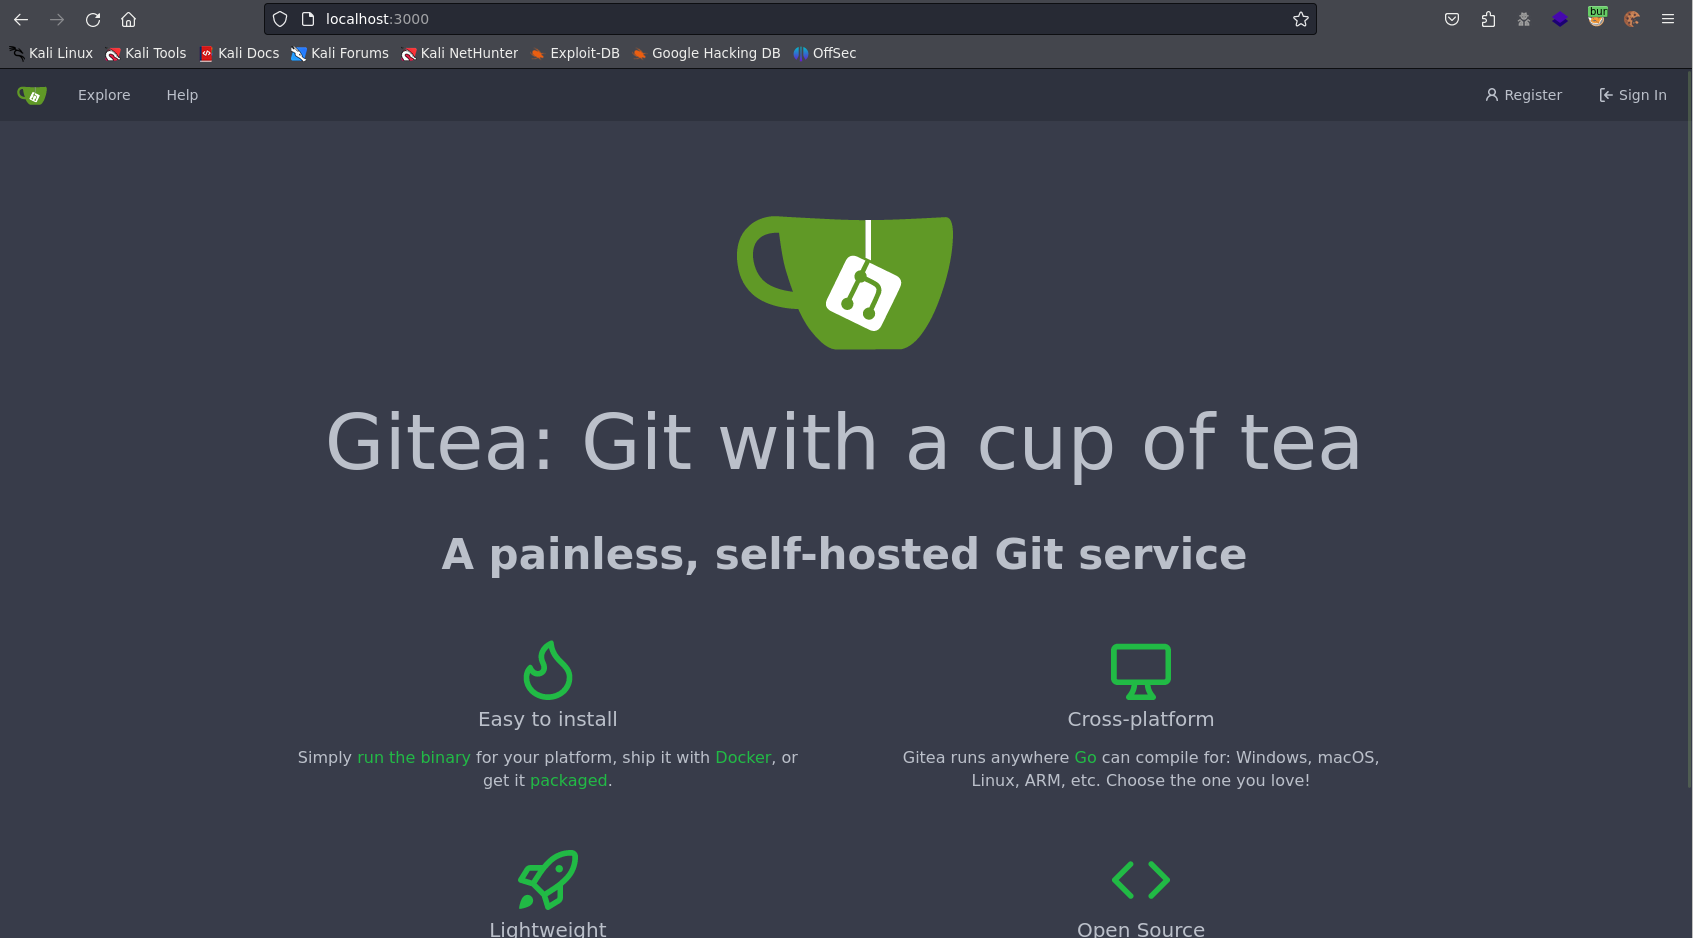 localhost:3000
bur
Kali Linux Kali Tools Kali Docs Kali Forums Kali NetHunter Exploit-DB Google Hacking DB OffSec
Explore Help Register Sign In
Gitea: Git with a cup of tea
A painless, self-hosted Git service
Easy to install
Simply run the binary for your platform, ship it with Docker, or
get it packaged.
Cross-platform
Gitea runs anywhere Go can compile for: Windows, macOS,
Linux, ARM, etc. Choose the one you love!
Lightweight
Open Source